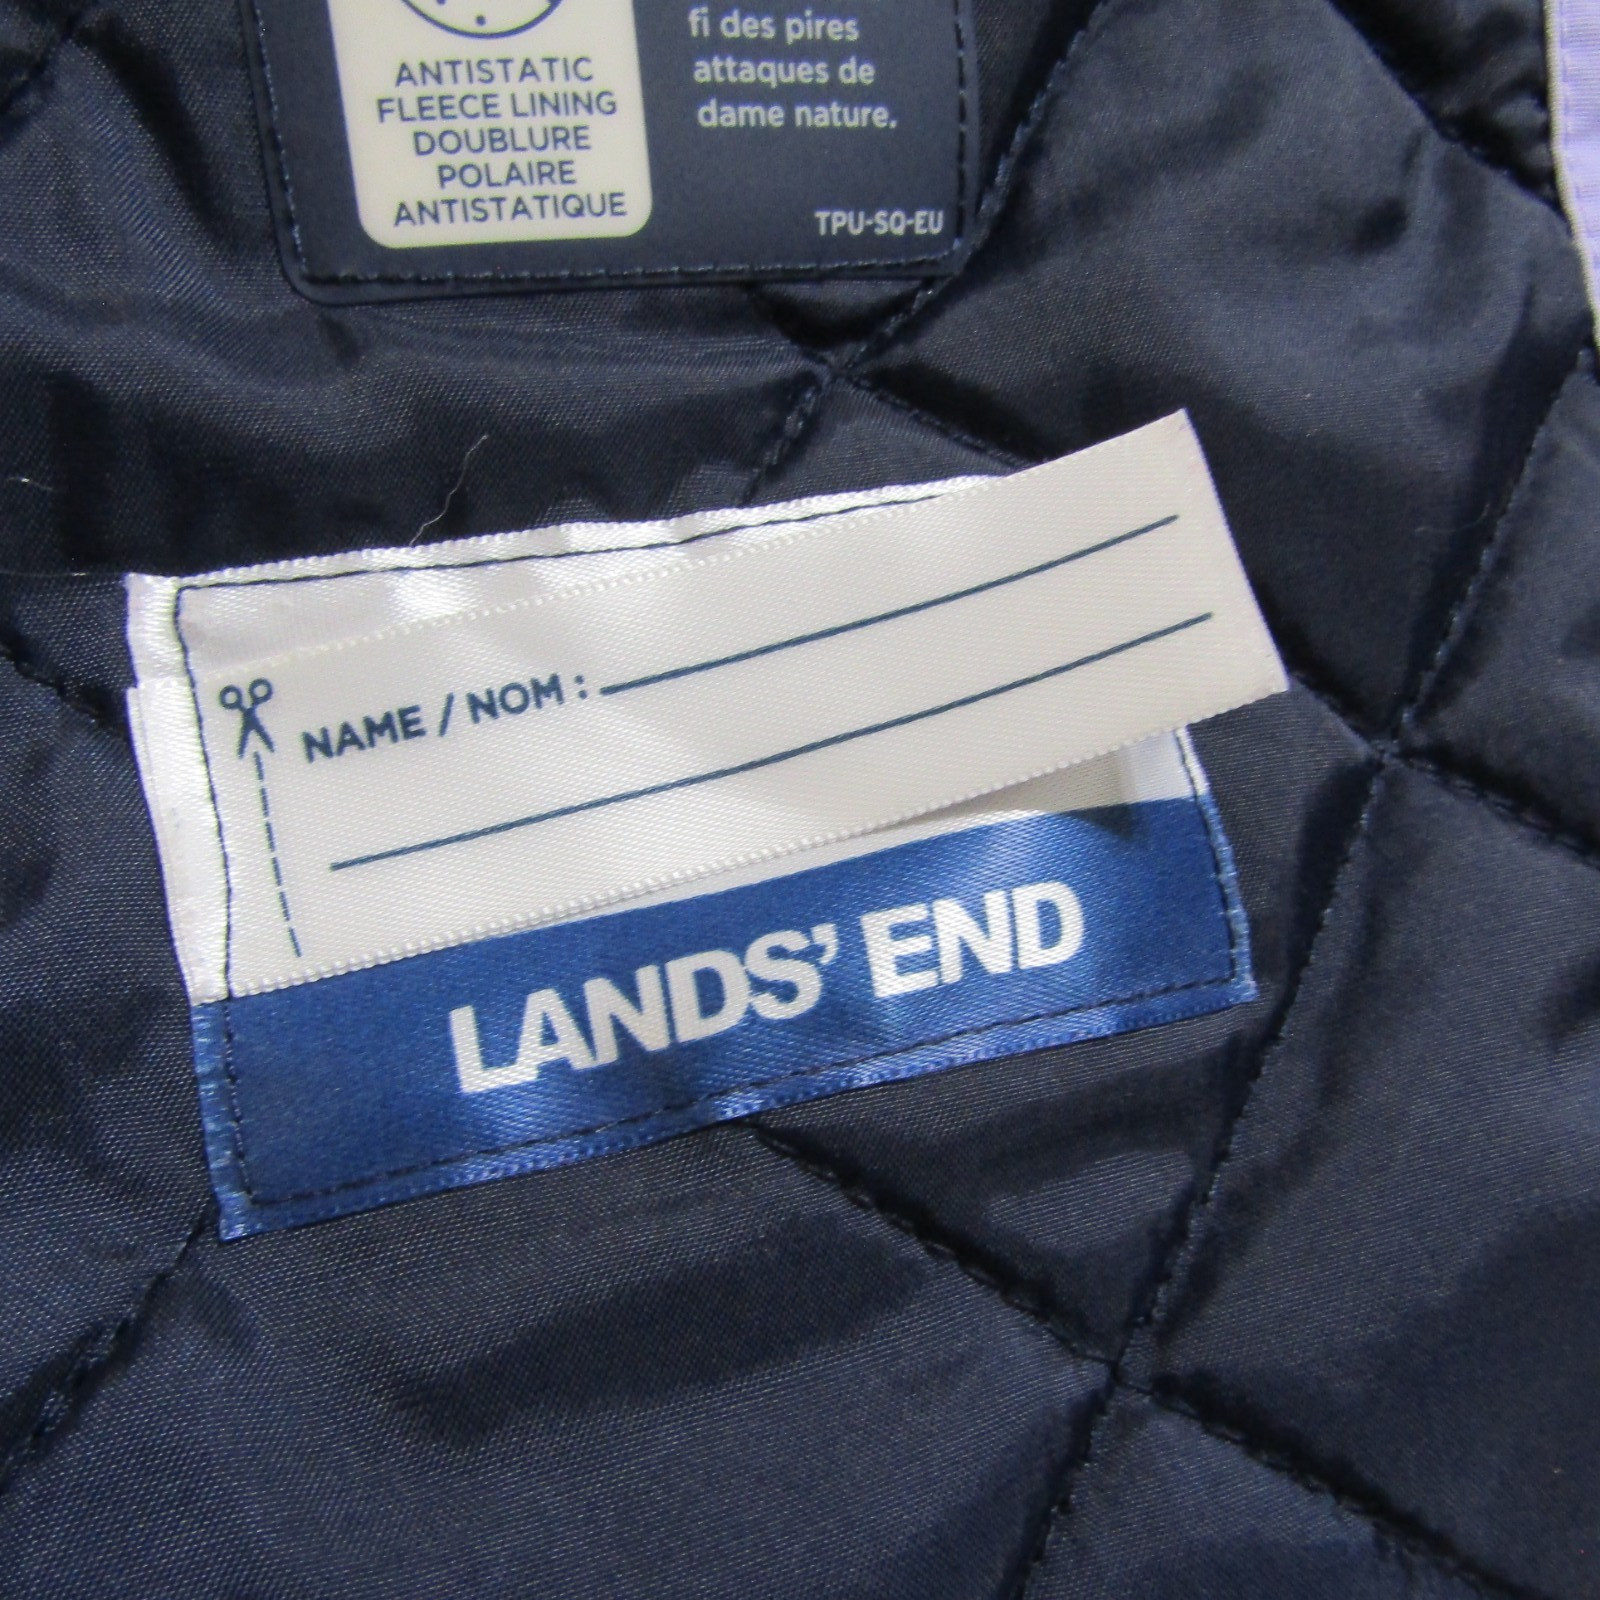 ANTISTATIC
FLEECE LINING
DOUBLURE
POLAIRE
ANTISTATIQUE
fi des pires
attaques de
dame nature.
TPU-SQ-EU
NAME / NOM :
LANDS' END